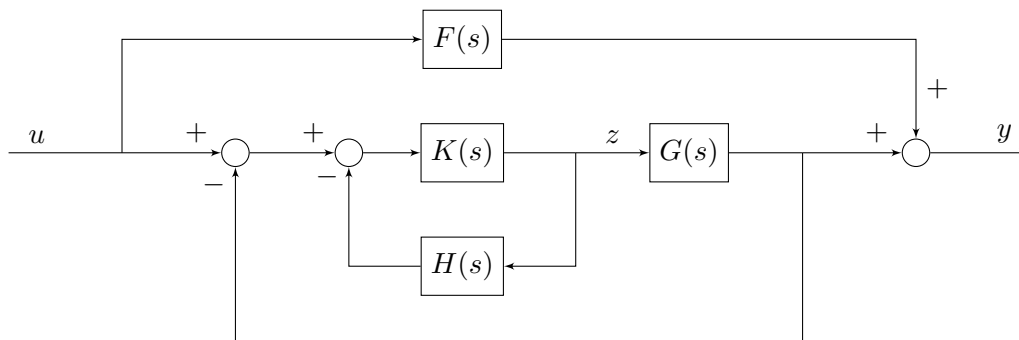 F(s)
+
u + + K(s) z G(s) + y
− −
H(s)